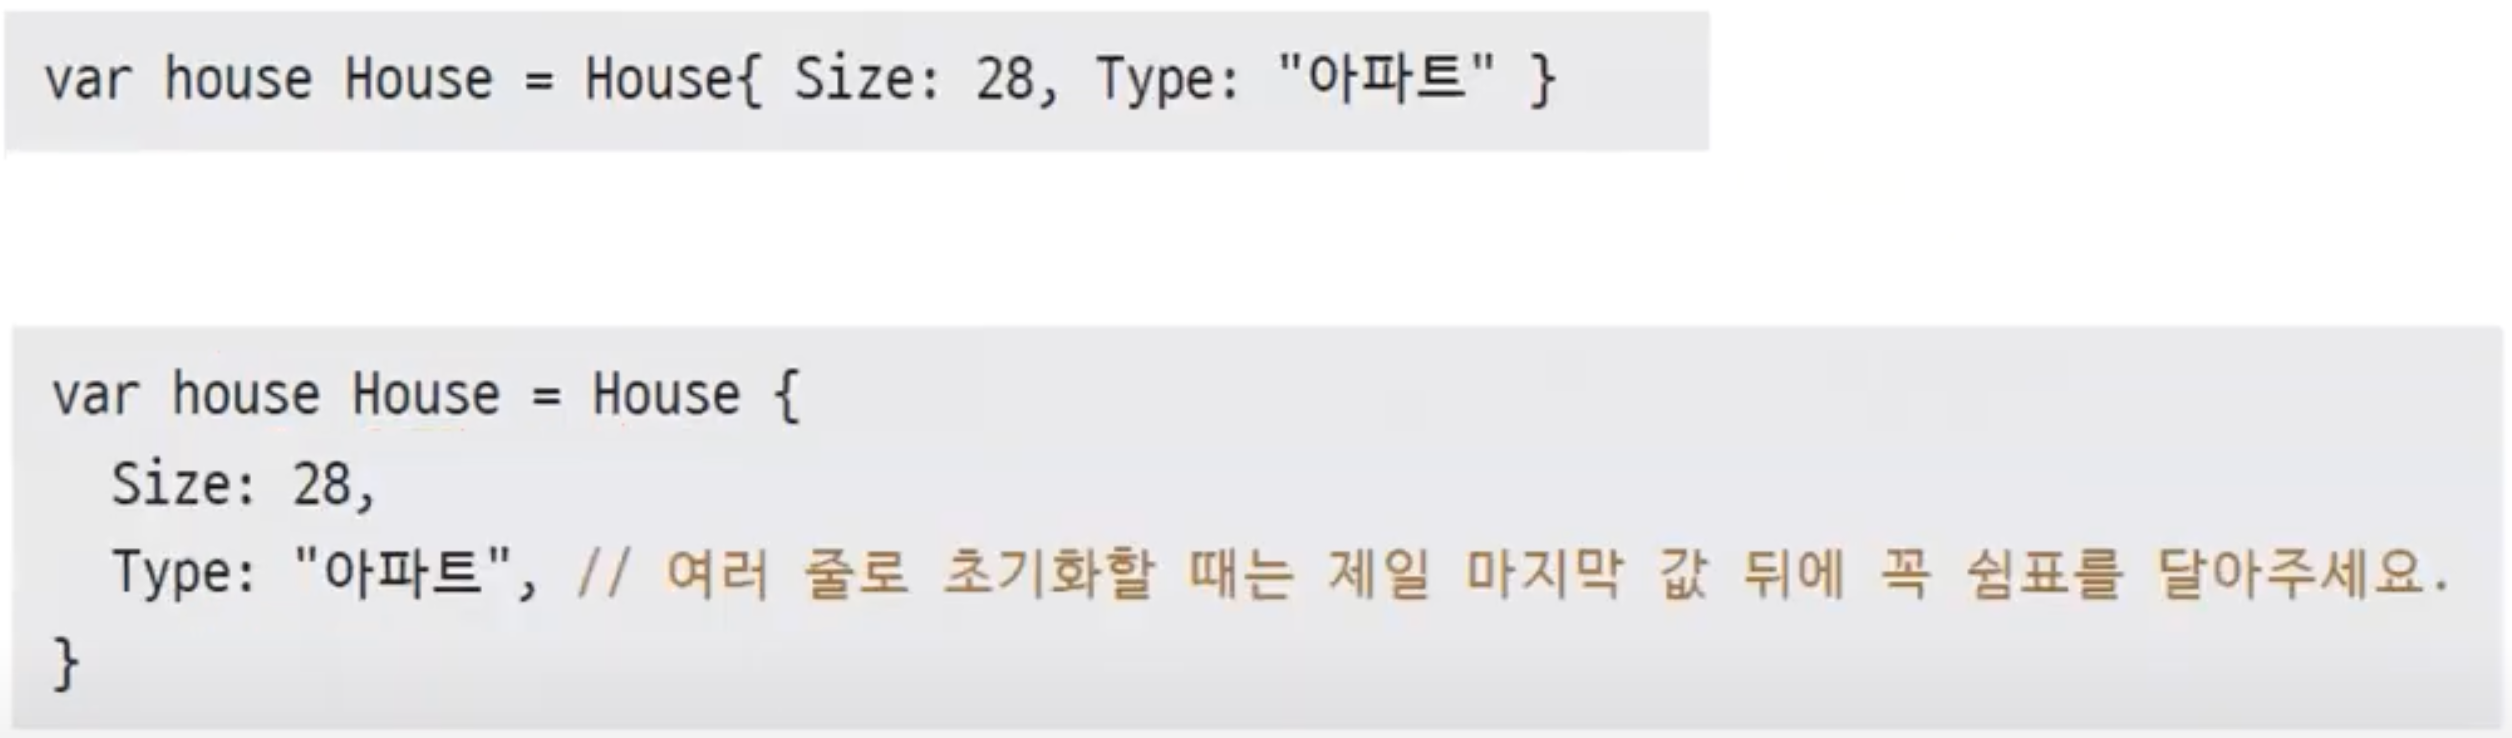 var house House = House{ Size: 28, Type: "아파트" }
var house House = House {
Size: 28,
Type: "아파트", // 여러 줄로 초기화할 때는 제일 마지막 값 뒤에 꼭 쉼표를 달아주세요.
}